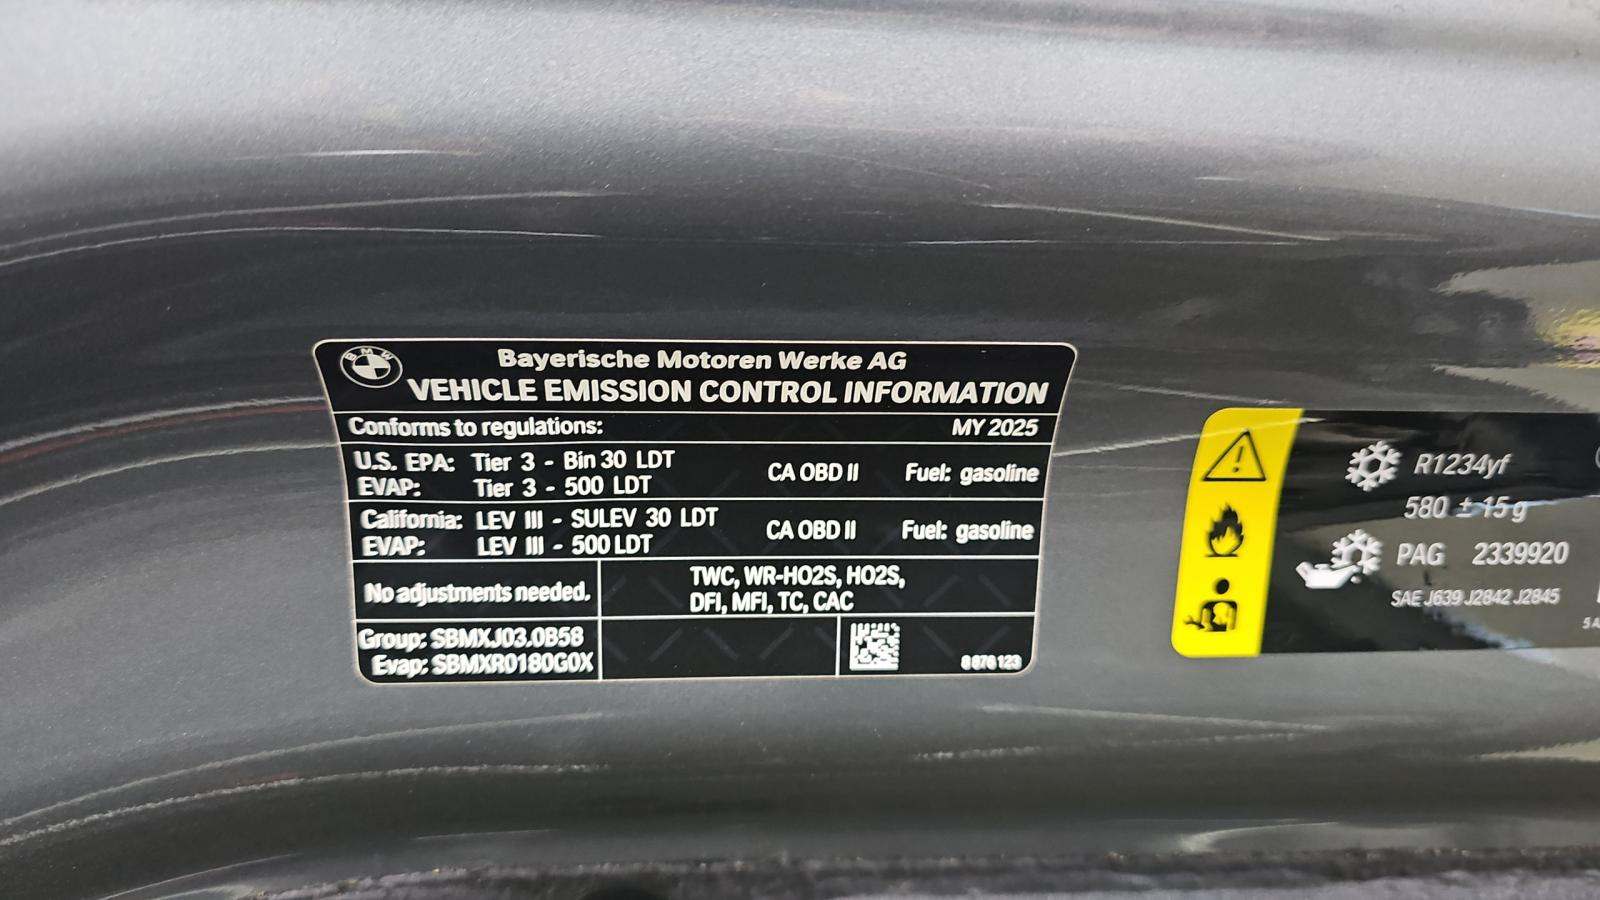 BMW
Bayerische Motoren Werke AG
VEHICLE EMISSION CONTROL INFORMATION
Conforms to regulations: MY 2025
U.S. EPA: Tier 3 - Bin 30 LDT
EVAP: Tier 3 - 500 LDT
CA OBD II Fuel: gasoline
California: LEV III - SULEV 30 LDT
EVAP: LEV III - 500 LDT
CA OBD II Fuel: gasoline
No adjustments needed.
TWC, WR-HO2S, HO2S,
DFI, MFI, TC, CAC
Group: SBMXJ03.0B58
Evap: SBMXR0180G0X
8 876 123
R1234yf
580 ± 15 g
PAG 2339920
SAE J639 J2842 J2845